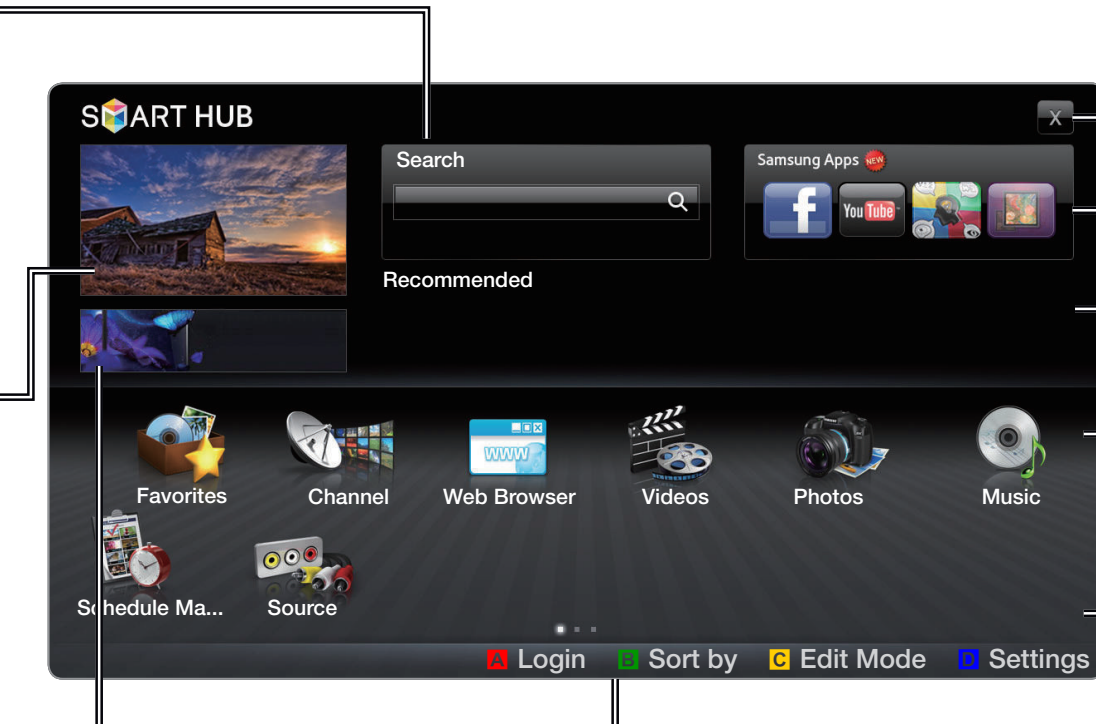 SMART HUB
X
Search
Samsung Apps NEW
f
You Tube
Recommended
WWW
Favorites
Channel
Web Browser
Videos
Photos
Music
Schedule Ma...
Source
A Login
B Sort by
C Edit Mode
D Settings